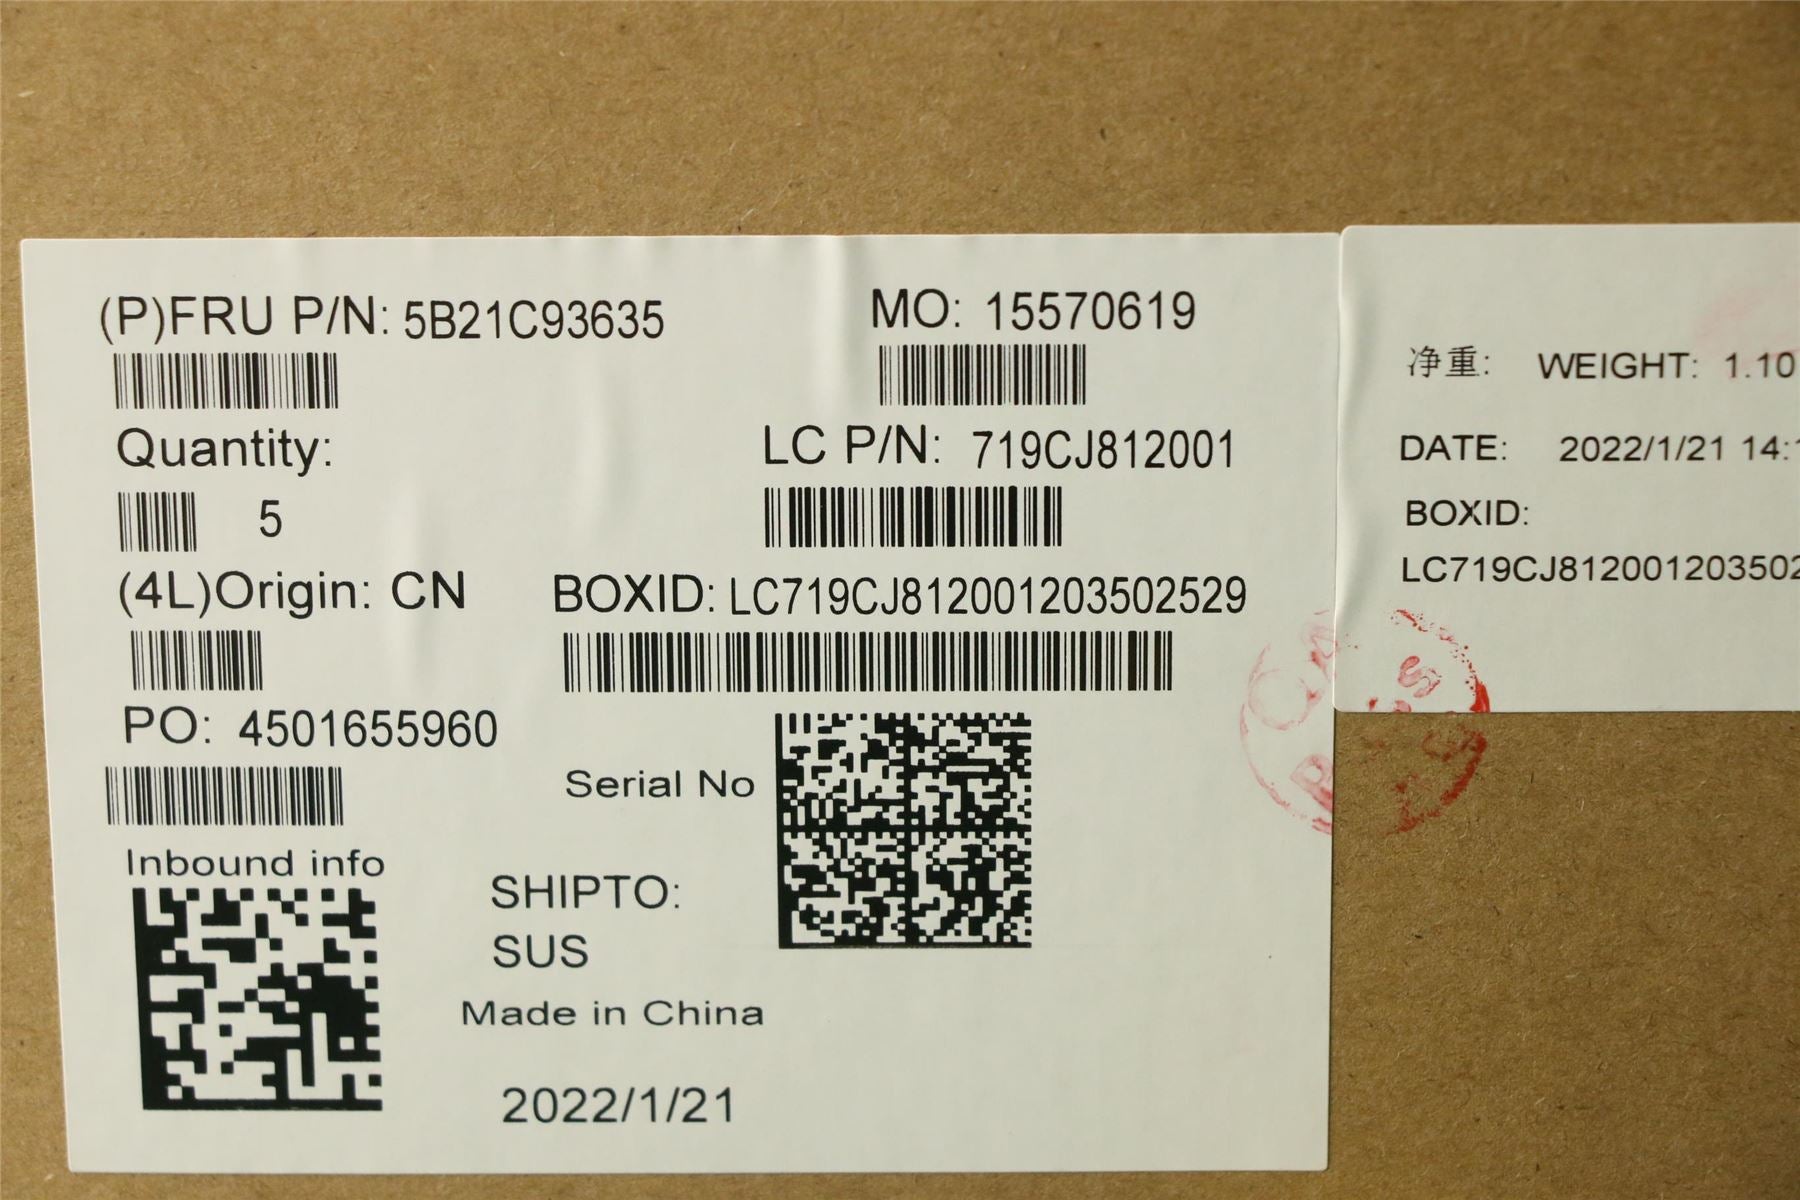 (P)FRU P/N: 5B21C93635
MO: 15570619
Quantity:
5
LC P/N: 719CJ812001
(4L)Origin: CN
BOXID: LC719CJ812001203502529
PO: 4501655960
Serial No
Inbound info
SHIPTO:
SUS
Made in China
2022/1/21
净重: WEIGHT: 1.10
DATE: 2022/1/21 14:1
BOXID:
LC719CJ812001203502